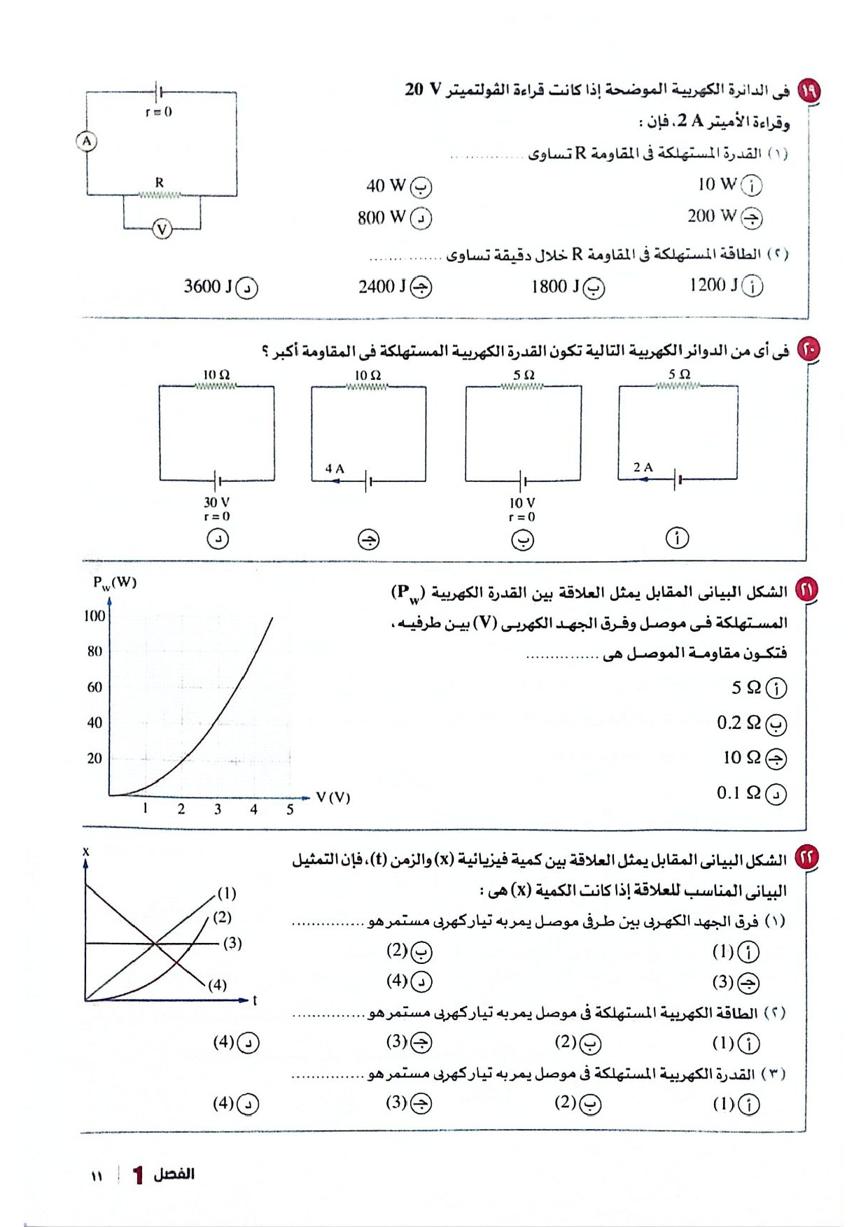 ١٩ فى الدائرة الكهربية الموضحة إذا كانت قراءة الڤولتميتر 20 V
وقراءة الأميتر 2 A، فإن :
(١) القدرة المستهلكة فى المقاومة R تساوى ..............
أ 10 W ب 40 W
ج 200 W د 800 W
(٢) الطاقة المستهلكة فى المقاومة R خلال دقيقة تساوى ..............
أ 1200 J ب 1800 J ج 2400 J د 3600 J
r = 0
A
R
V
٢٠ فى أى من الدوائر الكهربية التالية تكون القدرة الكهربية المستهلكة فى المقاومة أكبر ؟
10 Ω 10 Ω 5 Ω 5 Ω
4 A 2 A
30 V 10 V
r = 0 r = 0
د ج ب أ
٢١ الشكل البيانى المقابل يمثل العلاقة بين القدرة الكهربية (Pw)
المستهلكة فى موصل وفرق الجهد الكهربى (V) بين طرفيه،
فتكون مقاومة الموصل هى ..............
أ 5 Ω
ب 0.2 Ω
ج 10 Ω
د 0.1 Ω
Pw (W)
100
80
60
40
20
1 2 3 4 5 V (V)
٢٢ الشكل البيانى المقابل يمثل العلاقة بين كمية فيزيائية (x) والزمن (t)، فإن التمثيل
البيانى المناسب للعلاقة إذا كانت الكمية (x) هى :
(١) فرق الجهد الكهربى بين طرفى موصل يمر به تيار كهربى مستمر هو ..............
أ (1) ب (2)
ج (3) د (4)
(٢) الطاقة الكهربية المستهلكة فى موصل يمر به تيار كهربى مستمر هو ..............
أ (1) ب (2) ج (3) د (4)
(٣) القدرة الكهربية المستهلكة فى موصل يمر به تيار كهربى مستمر هو ..............
أ (1) ب (2) ج (3) د (4)
x
(1)
(2)
(3)
(4)
t
الفصل 1 | ١١